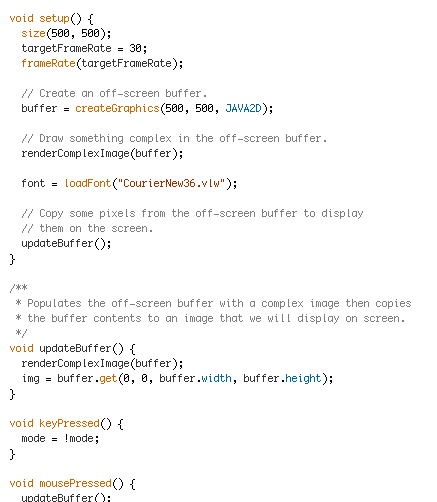 void setup() {
  size(500, 500);
  targetFrameRate = 30;
  frameRate(targetFrameRate);

  // Create an off-screen buffer.
  buffer = createGraphics(500, 500, JAVA2D);

  // Draw something complex in the off-screen buffer.
  renderComplexImage(buffer);

  font = loadFont("CourierNew36.vlw");

  // Copy some pixels from the off-screen buffer to display
  // them on the screen.
  updateBuffer();
}

/**
 * Populates the off-screen buffer with a complex image then copies
 * the buffer contents to an image that we will display on screen.
 */
void updateBuffer() {
  renderComplexImage(buffer);
  img = buffer.get(0, 0, buffer.width, buffer.height);
}

void keyPressed() {
  mode = !mode;
}

void mousePressed() {
  updateBuffer();